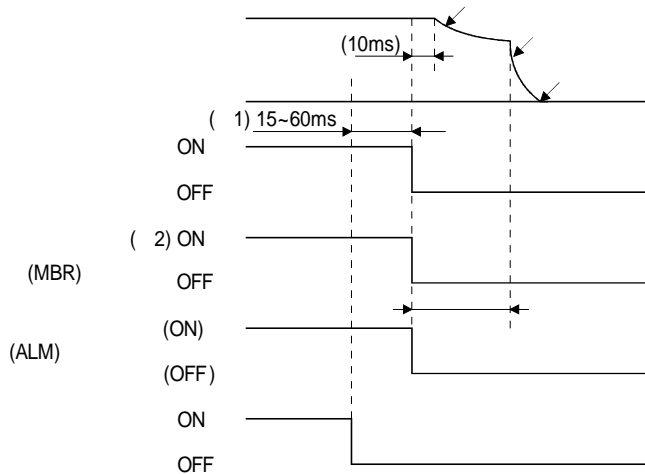 (10ms)
( 1) 15~60ms
ON
OFF
( 2) ON
(MBR)
OFF
(ON)
(ALM)
(OFF)
ON
OFF